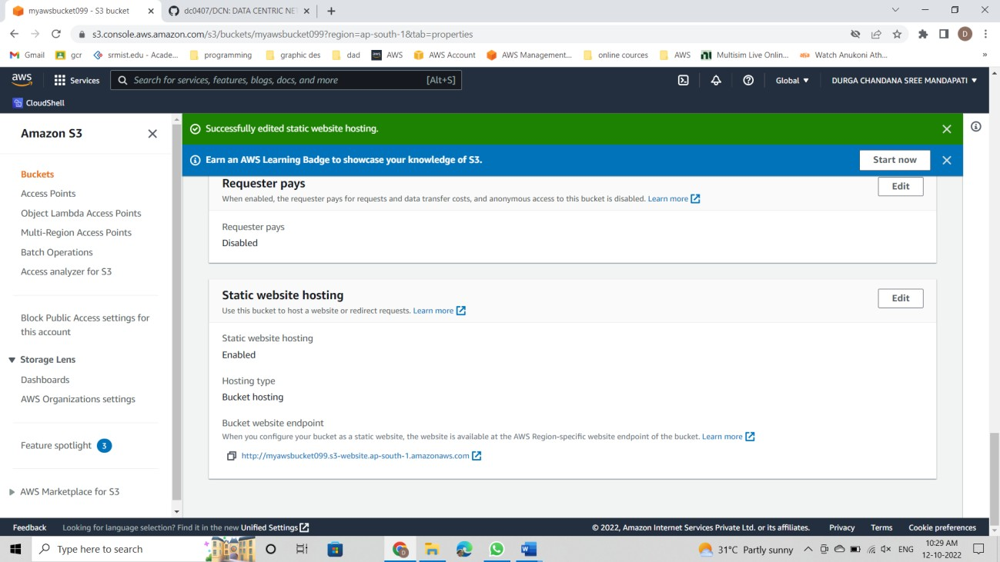 myawsbucket099 - S3 bucket
dc0407/DCN: DATA CENTRIC NE
s3.console.aws.amazon.com/s3/buckets/myawsbucket099?region=ap-south-1&tab=properties
D
Gmail gcr srmist.edu - Acade... programming graphic des dad AWS AWS Account AWS Management... online cources AWS Multisim Live Onlin... Watch Anukoni Ath... »
aws Services Search for services, features, blogs, docs, and more [Alt+S] Global DURGA CHANDANA SREE MANDAPATI
CloudShell
Amazon S3
Buckets
Access Points
Object Lambda Access Points
Multi-Region Access Points
Batch Operations
Access analyzer for S3
Block Public Access settings for
this account
Storage Lens
Dashboards
AWS Organizations settings
Feature spotlight 3
AWS Marketplace for S3
Successfully edited static website hosting.
Earn an AWS Learning Badge to showcase your knowledge of S3. Start now
Requester pays Edit
When enabled, the requester pays for requests and data transfer costs, and anonymous access to this bucket is disabled. Learn more
Requester pays
Disabled
Static website hosting Edit
Use this bucket to host a website or redirect requests. Learn more
Static website hosting
Enabled
Hosting type
Bucket hosting
Bucket website endpoint
When you configure your bucket as a static website, the website is available at the AWS Region-specific website endpoint of the bucket. Learn more
http://myawsbucket099.s3-website.ap-south-1.amazonaws.com
Feedback Looking for language selection? Find it in the new Unified Settings © 2022, Amazon Internet Services Private Ltd. or its affiliates. Privacy Terms Cookie preferences
Type here to search 31°C Partly sunny ENG 10:29 AM
12-10-2022